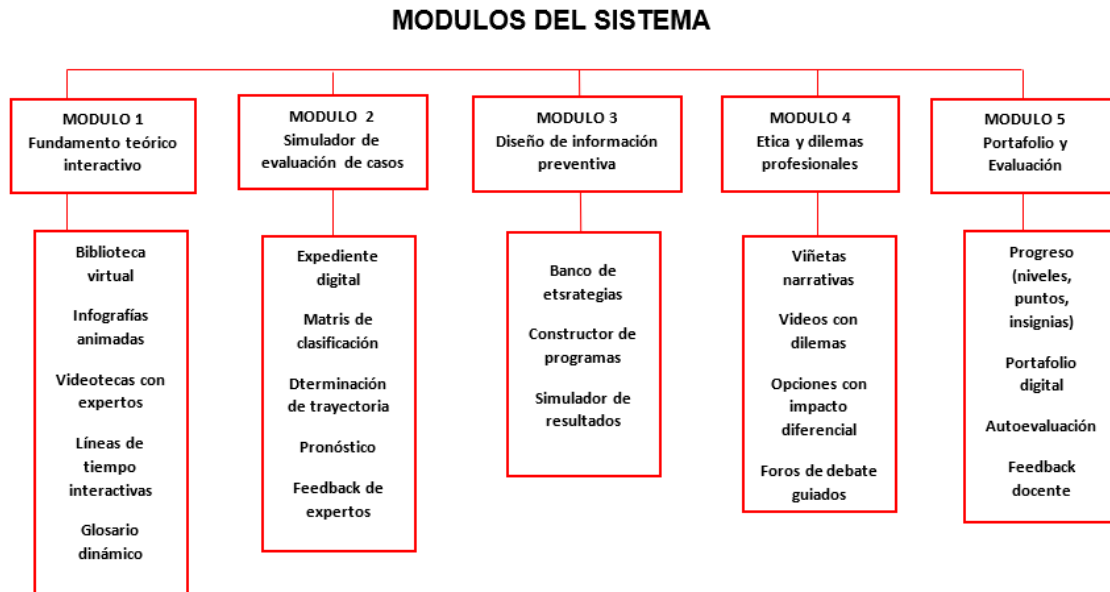 MODULOS DEL SISTEMA
MODULO 1
Fundamento teórico
interactivo
MODULO 2
Simulador de
evaluación de casos
MODULO 3
Diseño de información
preventiva
MODULO 4
Etica y dilemas
profesionales
MODULO 5
Portafolio y
Evaluación
Biblioteca
virtual
Infografías
animadas
Videotecas con
expertos
Líneas de
tiempo
interactivas
Glosario
dinámico
Expediente
digital
Matris de
clasificación
Dterminación
de trayectoria
Pronóstico
Feedback de
expertos
Banco de
etsrategias
Constructor de
programas
Simulador de
resultados
Viñetas
narrativas
Videos con
dilemas
Opciones con
impacto
diferencial
Foros de debate
guiados
Progreso
(niveles,
puntos,
insignias)
Portafolio
digital
Autoevaluación
Feedback
docente